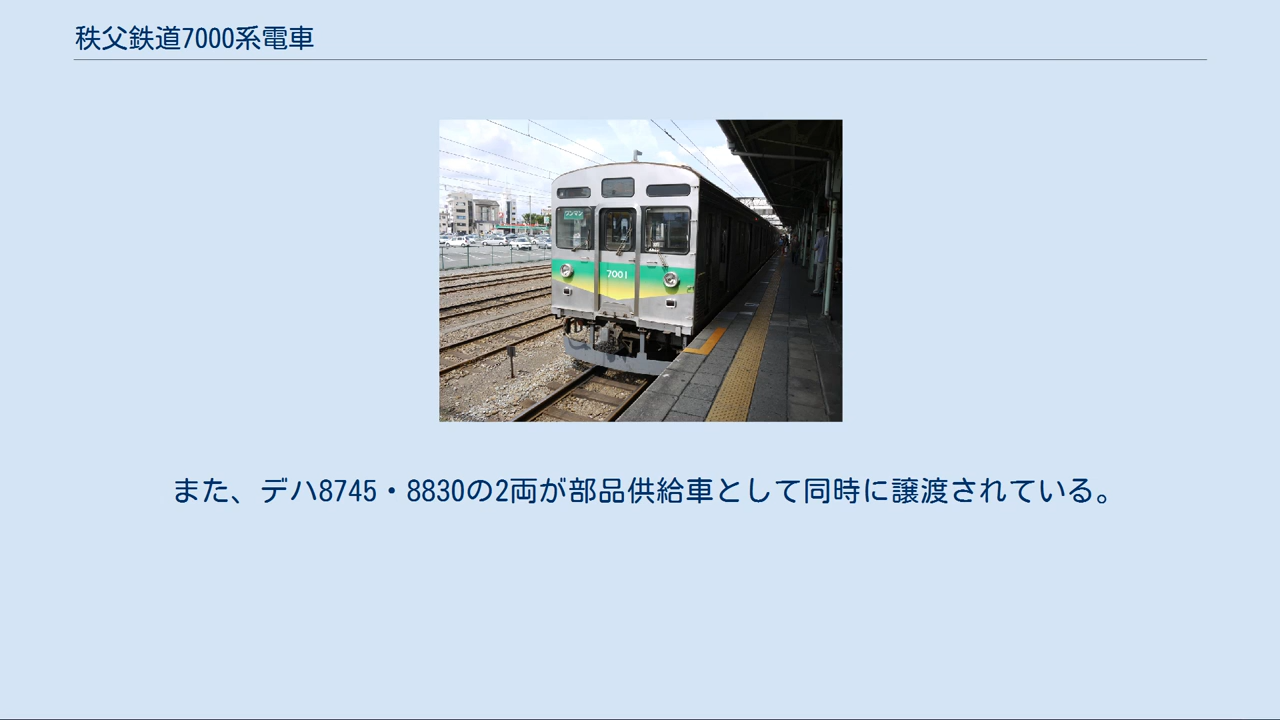 秩父鉄道7000系電車
ワンマン
7001
また、デハ8745・8830の2両が部品供給車として同時に譲渡されている。